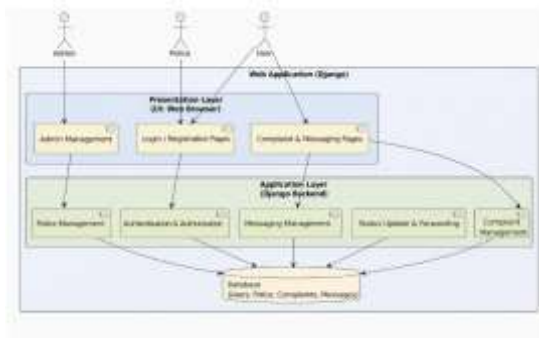 Admin
Police
User
Web Application (Django)
Presentation Layer
(UI: Web Browser)
Admin Management
Login / Registration Pages
Complaint & Messaging Pages
Application Layer
(Django Backend)
Police Management
Authentication & Authorization
Messaging Management
Status Update & Forwarding
Complaint
Management
Database
(Users, Police, Complaints, Messages)